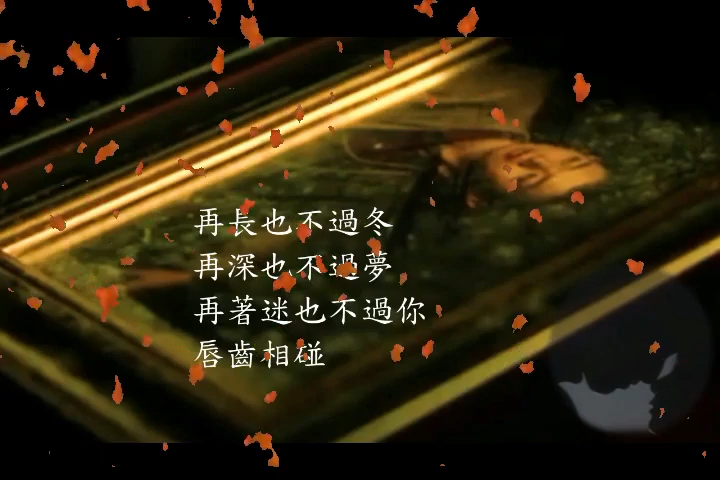 再長也不過冬
再深也不過夢
再著迷也不過你
唇齒相碰